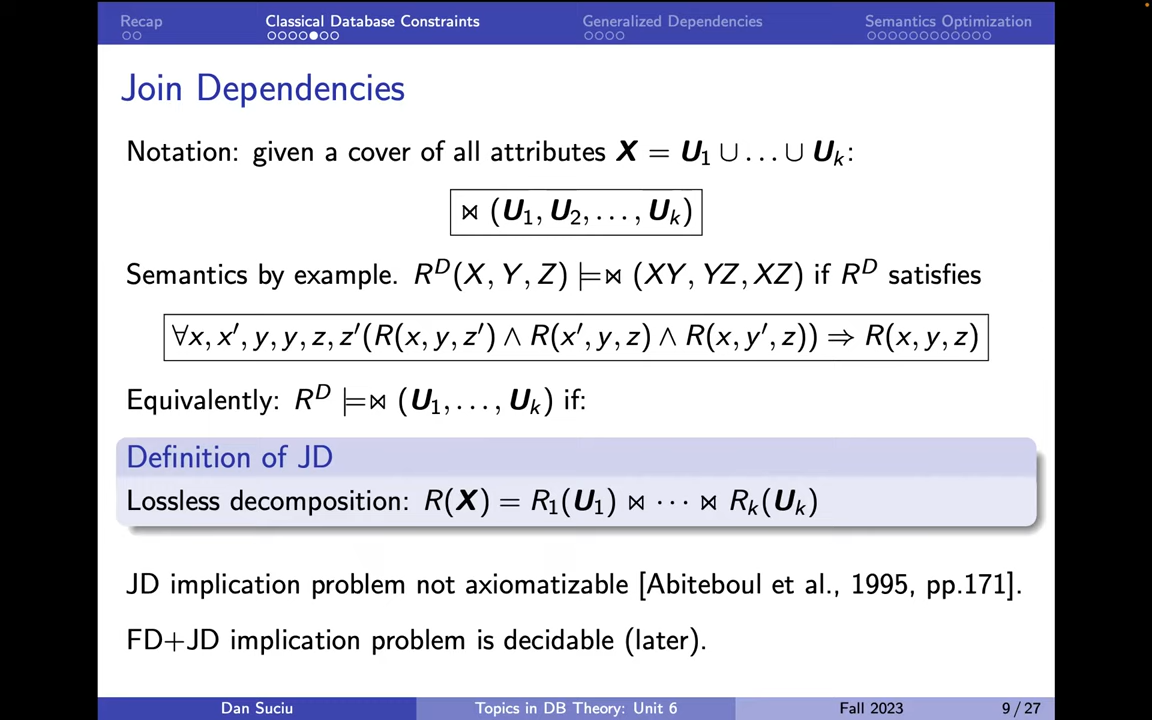 Recap Classical Database Constraints Generalized Dependencies Semantics Optimization
Join Dependencies
Notation: given a cover of all attributes X = U₁ ∪ … ∪ Uₖ:
⋈ (U₁, U₂, …, Uₖ)
Semantics by example. Rᴰ(X, Y, Z) ⊨⋈ (XY, YZ, XZ) if Rᴰ satisfies
∀x, x′, y, y, z, z′(R(x, y, z′) ∧ R(x′, y, z) ∧ R(x, y′, z)) ⇒ R(x, y, z)
Equivalently: Rᴰ ⊨⋈ (U₁, …, Uₖ) if:
Definition of JD
Lossless decomposition: R(X) = R₁(U₁) ⋈ ⋯ ⋈ Rₖ(Uₖ)
JD implication problem not axiomatizable [Abiteboul et al., 1995, pp.171].
FD+JD implication problem is decidable (later).
Dan Suciu Topics in DB Theory: Unit 6 Fall 2023 9 / 27